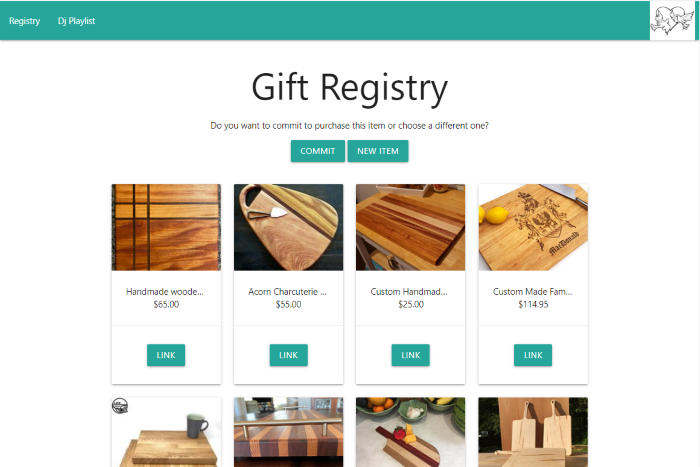 Registry Dj Playlist
Gift Registry
Do you want to commit to purchase this item or choose a different one?
COMMIT NEW ITEM
Handmade woode... Acorn Charcuterie ... Custom Handmad... Custom Made Fam...
$65.00 $55.00 $25.00 $114.95
LINK LINK LINK LINK
MacDonald